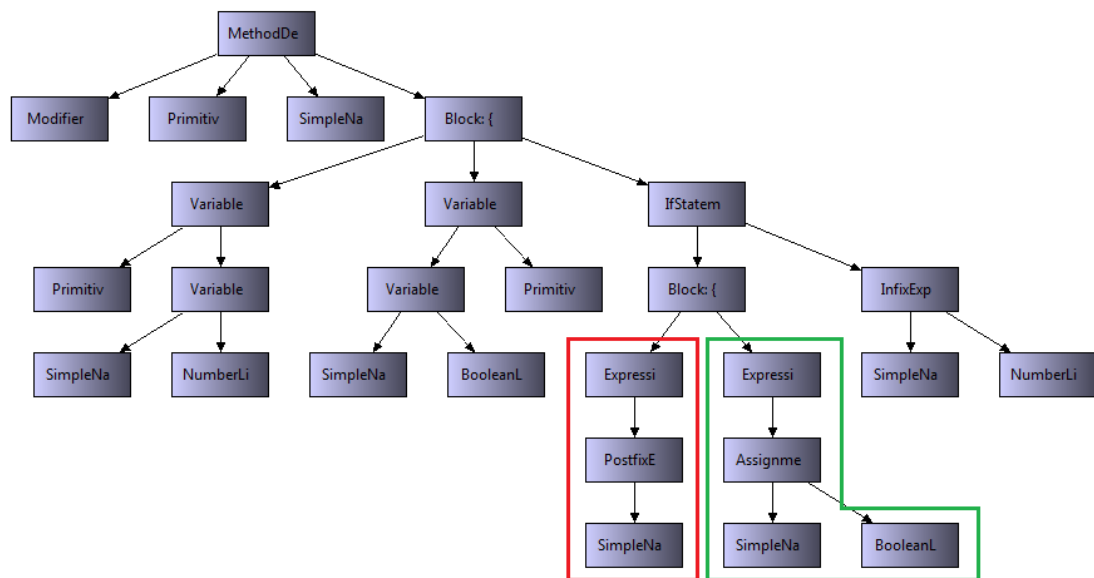 MethodDe
Modifier
Primitiv
SimpleNa
Block: {
Variable
Variable
IfStatem
Primitiv
Variable
Variable
Primitiv
Block: {
InfixExp
SimpleNa
NumberLi
SimpleNa
BooleanL
Expressi
Expressi
SimpleNa
NumberLi
PostfixE
Assignme
SimpleNa
SimpleNa
BooleanL